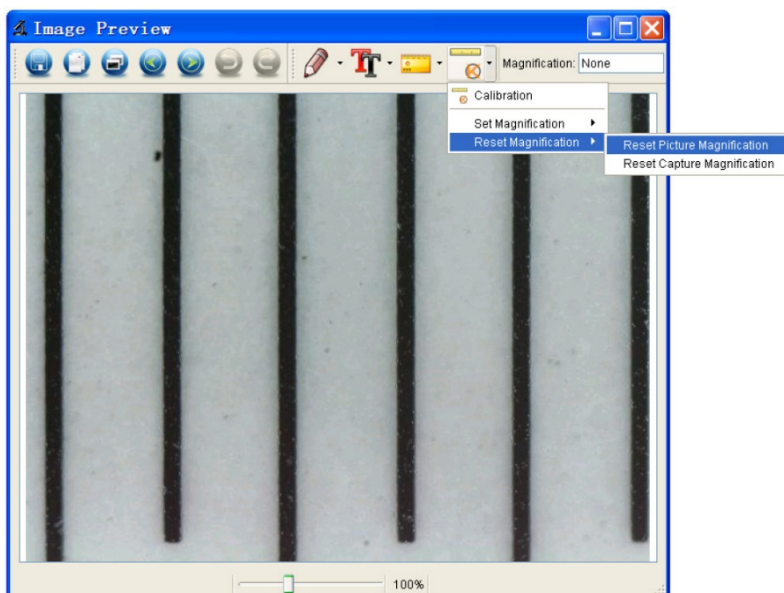 Image Preview
Magnification: None
Calibration
Set Magnification
Reset Magnification
Reset Picture Magnification
Reset Capture Magnification
100%